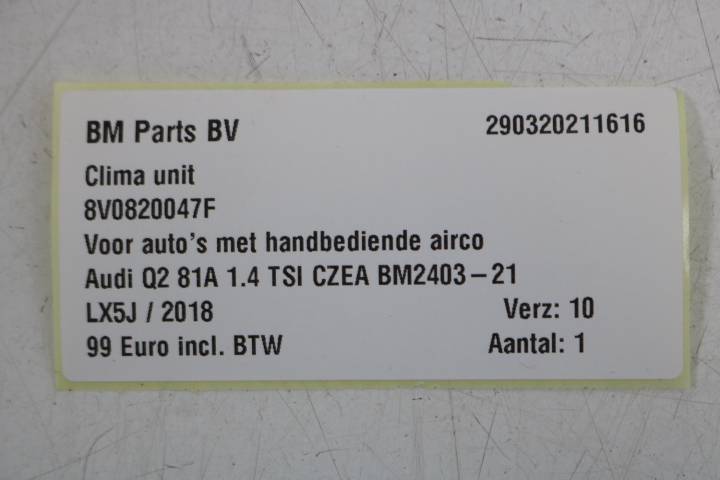 BM Parts BV 290320211616
Clima unit
8V0820047F
Voor auto's met handbediende airco
Audi Q2 81A 1.4 TSI CZEA BM2403-21
LX5J / 2018 Verz: 10
99 Euro incl. BTW Aantal: 1